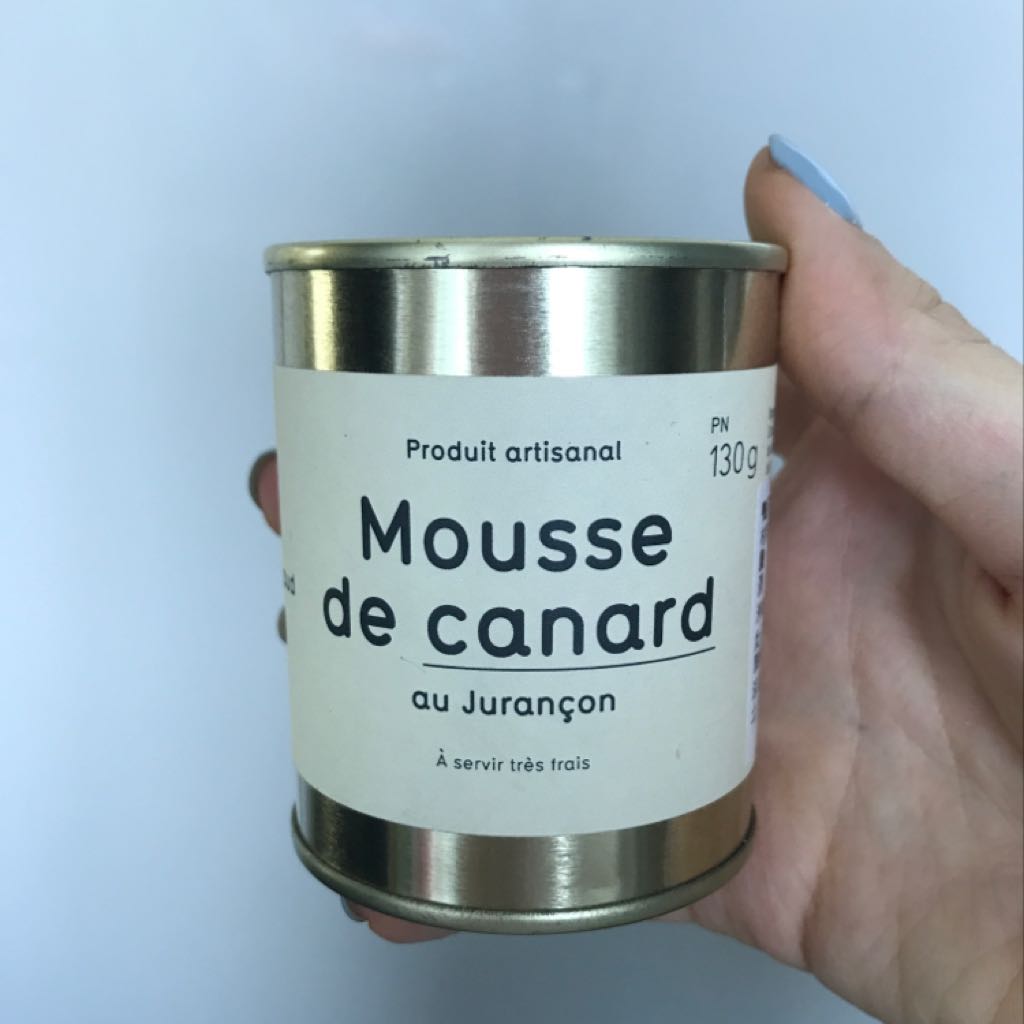 Produit artisanal
PN
130g
Mousse
de canard
au Jurançon
À servir très frais